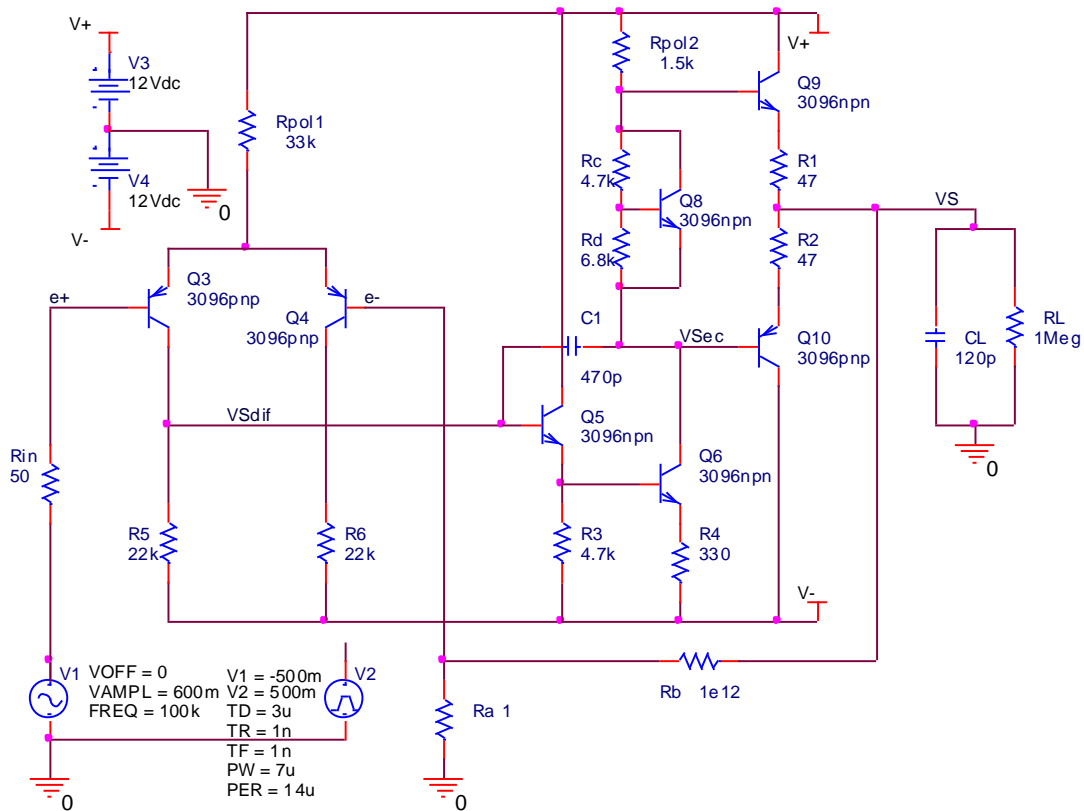 V+
V3
12Vdc
V4
12Vdc
V-
0
Rpol1
33k
Rpol2
1.5k
V+
Q9
3096npn
Rc
4.7k
Q8
3096npn
Rd
6.8k
R1
47
VS
R2
47
Q3
3096pnp
e+
Q4
3096pnp
e-
C1
470p
VSec
Q10
3096pnp
CL
120p
RL
1Meg
0
VSdif
Q5
3096npn
Q6
3096npn
Rin
50
R5
22k
R6
22k
R3
4.7k
R4
330
V-
V1
VOFF = 0
VAMPL = 600m
FREQ = 100k
V1 = -500m
V2 = 500m
TD = 3u
TR = 1n
TF = 1n
PW = 7u
PER = 14u
V2
Rb 1e12
Ra 1
0
0